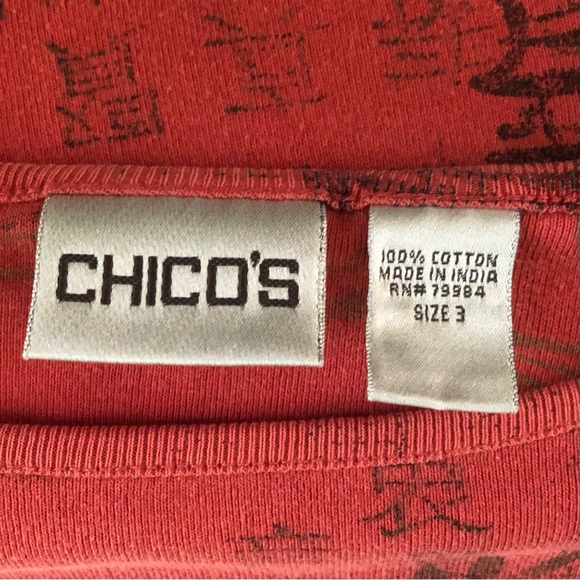 CHICO'S
100% COTTON
MADE IN INDIA
RN# 79984
SIZE 3